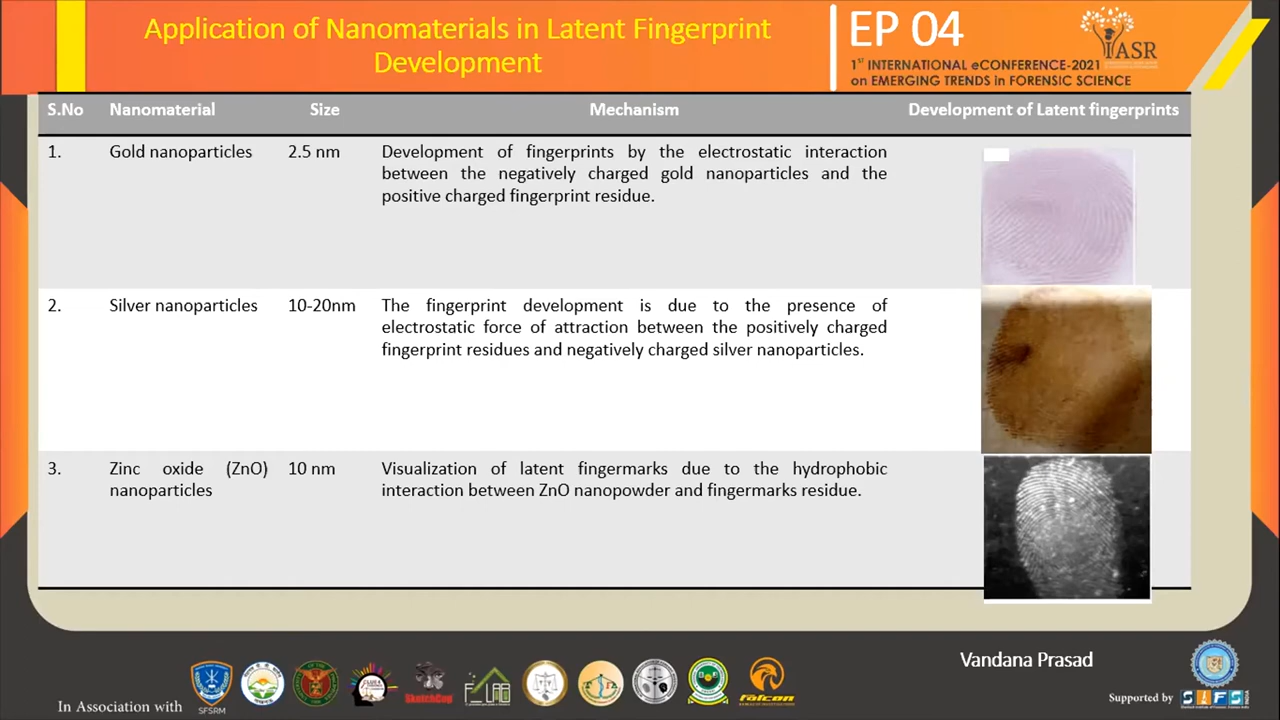 Application of Nanomaterials in Latent Fingerprint
Development
EP 04
IASR
1ST INTERNATIONAL eCONFERENCE-2021
on EMERGING TRENDS in FORENSIC SCIENCE
S.No Nanomaterial Size Mechanism Development of Latent fingerprints
1. Gold nanoparticles 2.5 nm Development of fingerprints by the electrostatic interaction
between the negatively charged gold nanoparticles and the
positive charged fingerprint residue.
2. Silver nanoparticles 10-20nm The fingerprint development is due to the presence of
electrostatic force of attraction between the positively charged
fingerprint residues and negatively charged silver nanoparticles.
3. Zinc oxide (ZnO) 10 nm Visualization of latent fingermarks due to the hydrophobic
nanoparticles interaction between ZnO nanopowder and fingermarks residue.
Vandana Prasad
In Association with
SFSRM
SketchCop
F LAB
falcon
Supported by
SIFS